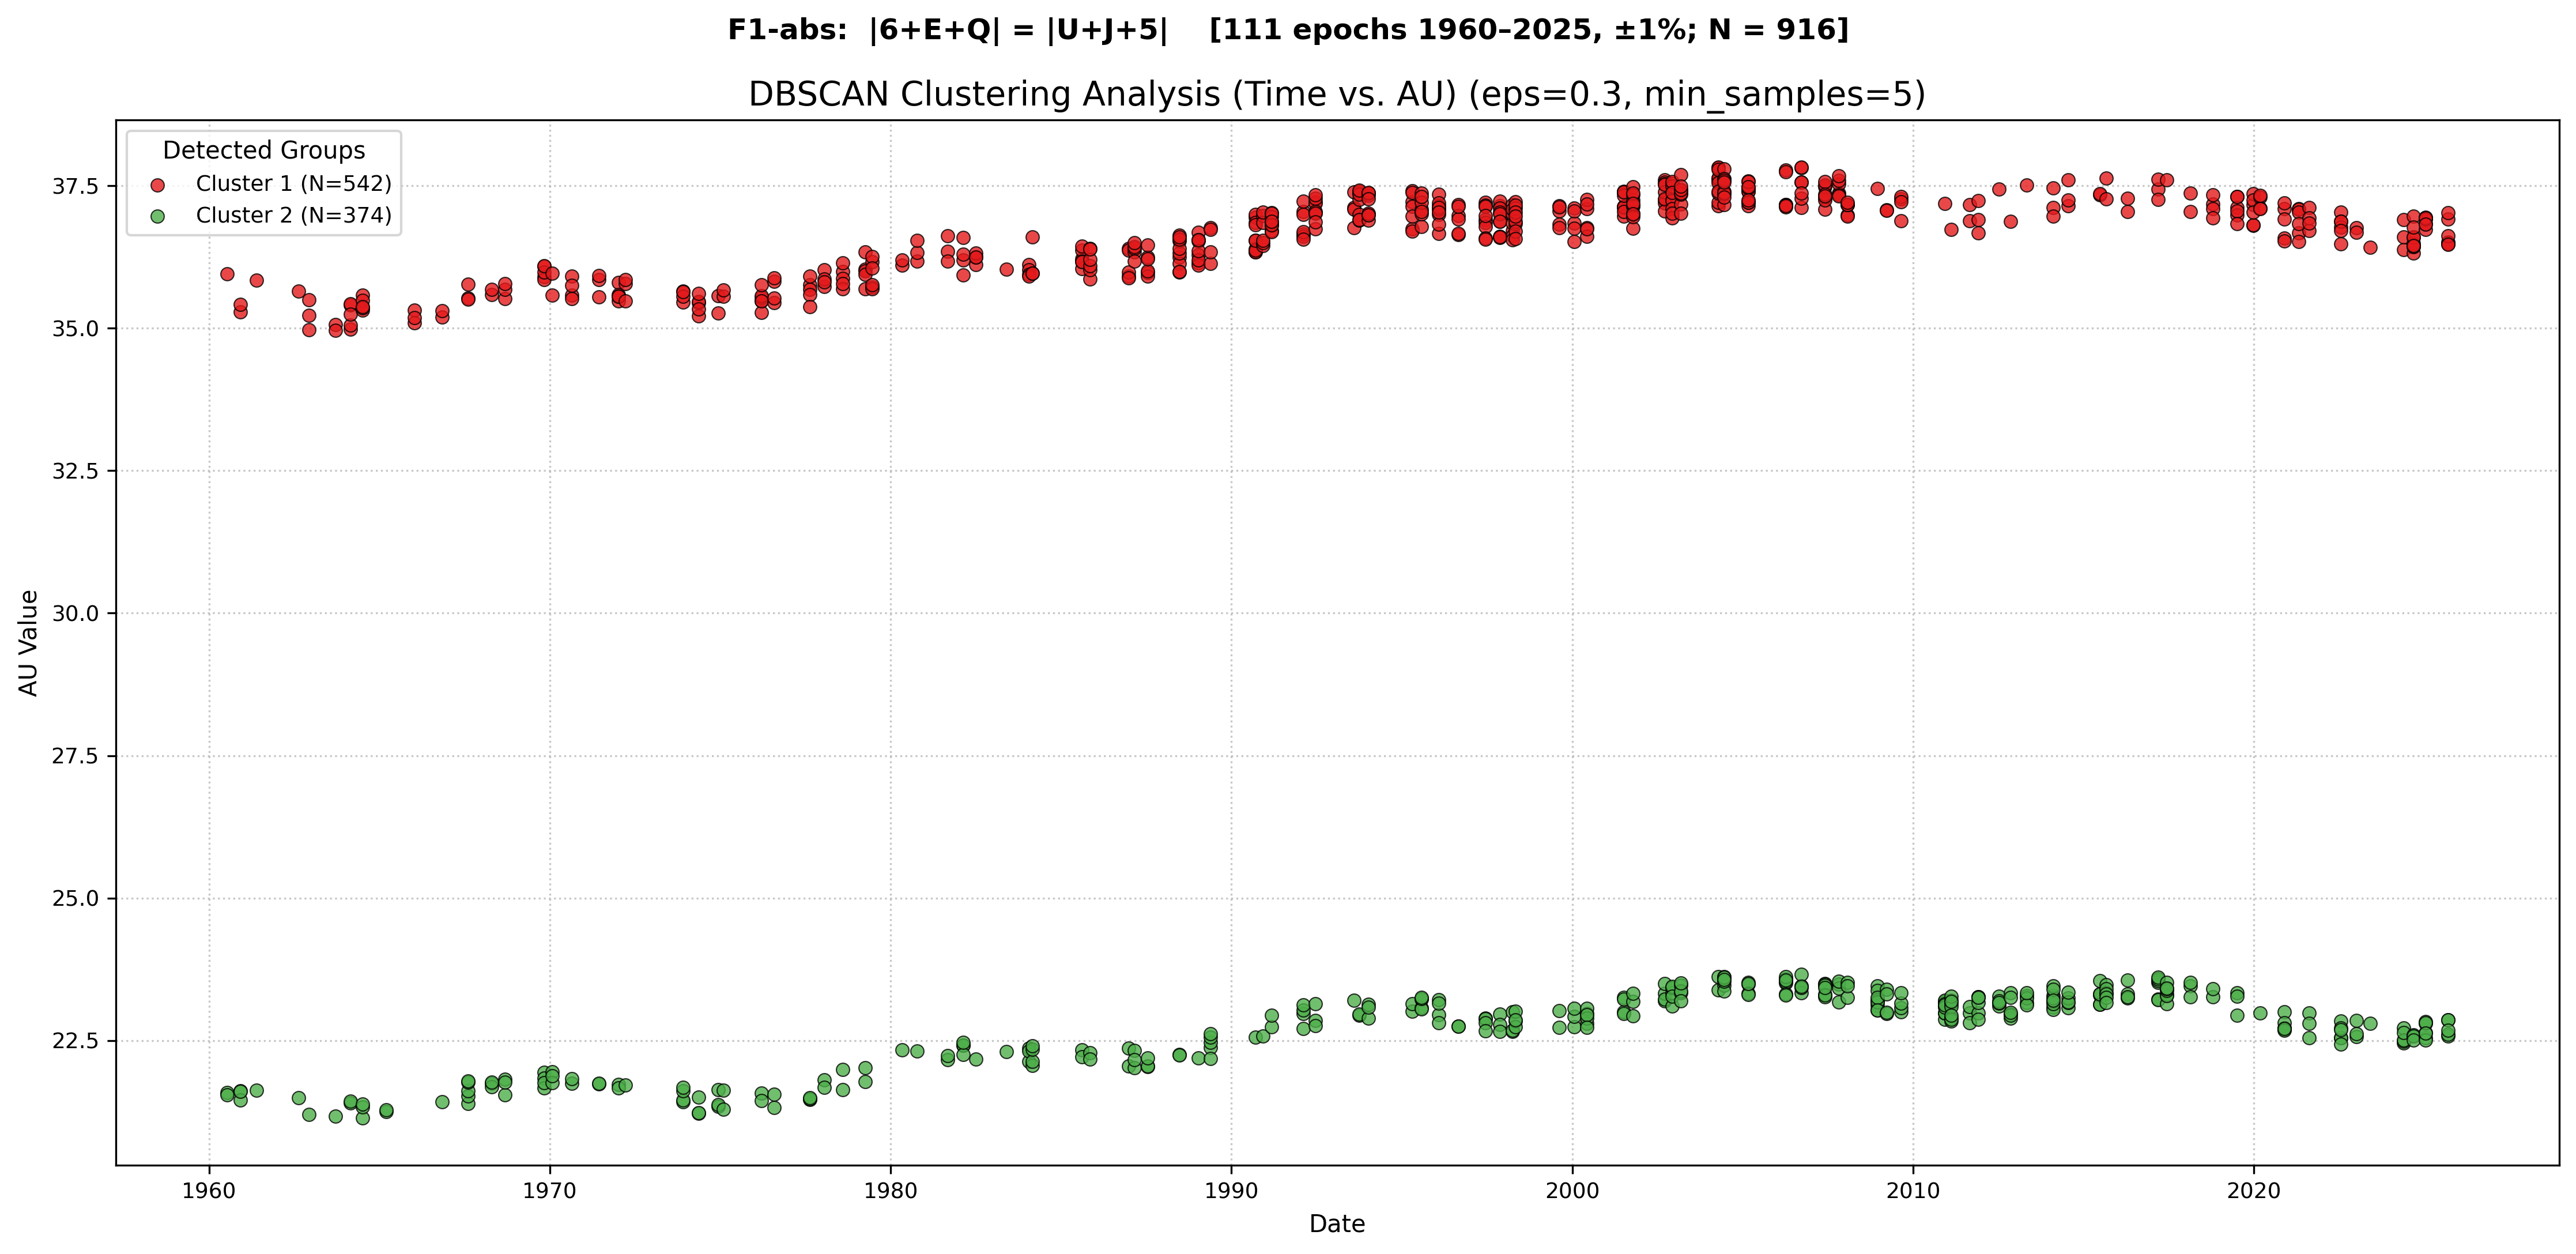 F1-abs: |6+E+Q| = |U+J+5| [111 epochs 1960–2025, ±1%; N = 916]
DBSCAN Clustering Analysis (Time vs. AU) (eps=0.3, min_samples=5)
Detected Groups
Cluster 1 (N=542)
Cluster 2 (N=374)
37.5
35.0
32.5
30.0
27.5
25.0
22.5
AU Value
1960 1970 1980 1990 2000 2010 2020
Date